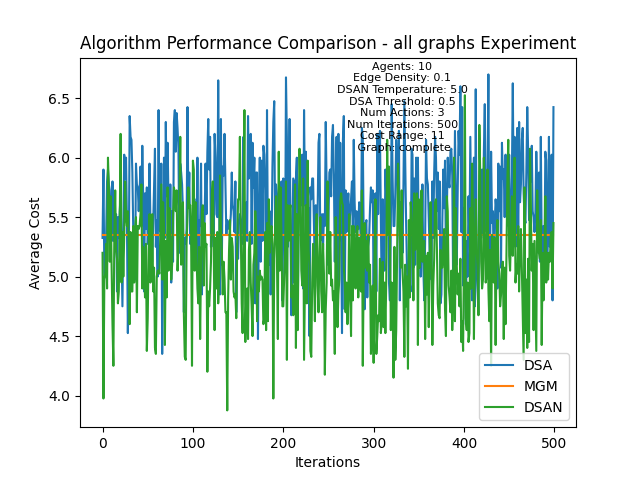 Algorithm Performance Comparison - all graphs Experiment
Agents: 10
Edge Density: 0.1
DSAN Temperature: 5.0
DSA Threshold: 0.5
Num Actions: 3
Num Iterations: 500
Cost Range: 11
Graph: complete
Average Cost
6.5
6.0
5.5
5.0
4.5
4.0
DSA
MGM
DSAN
0 100 200 300 400 500
Iterations